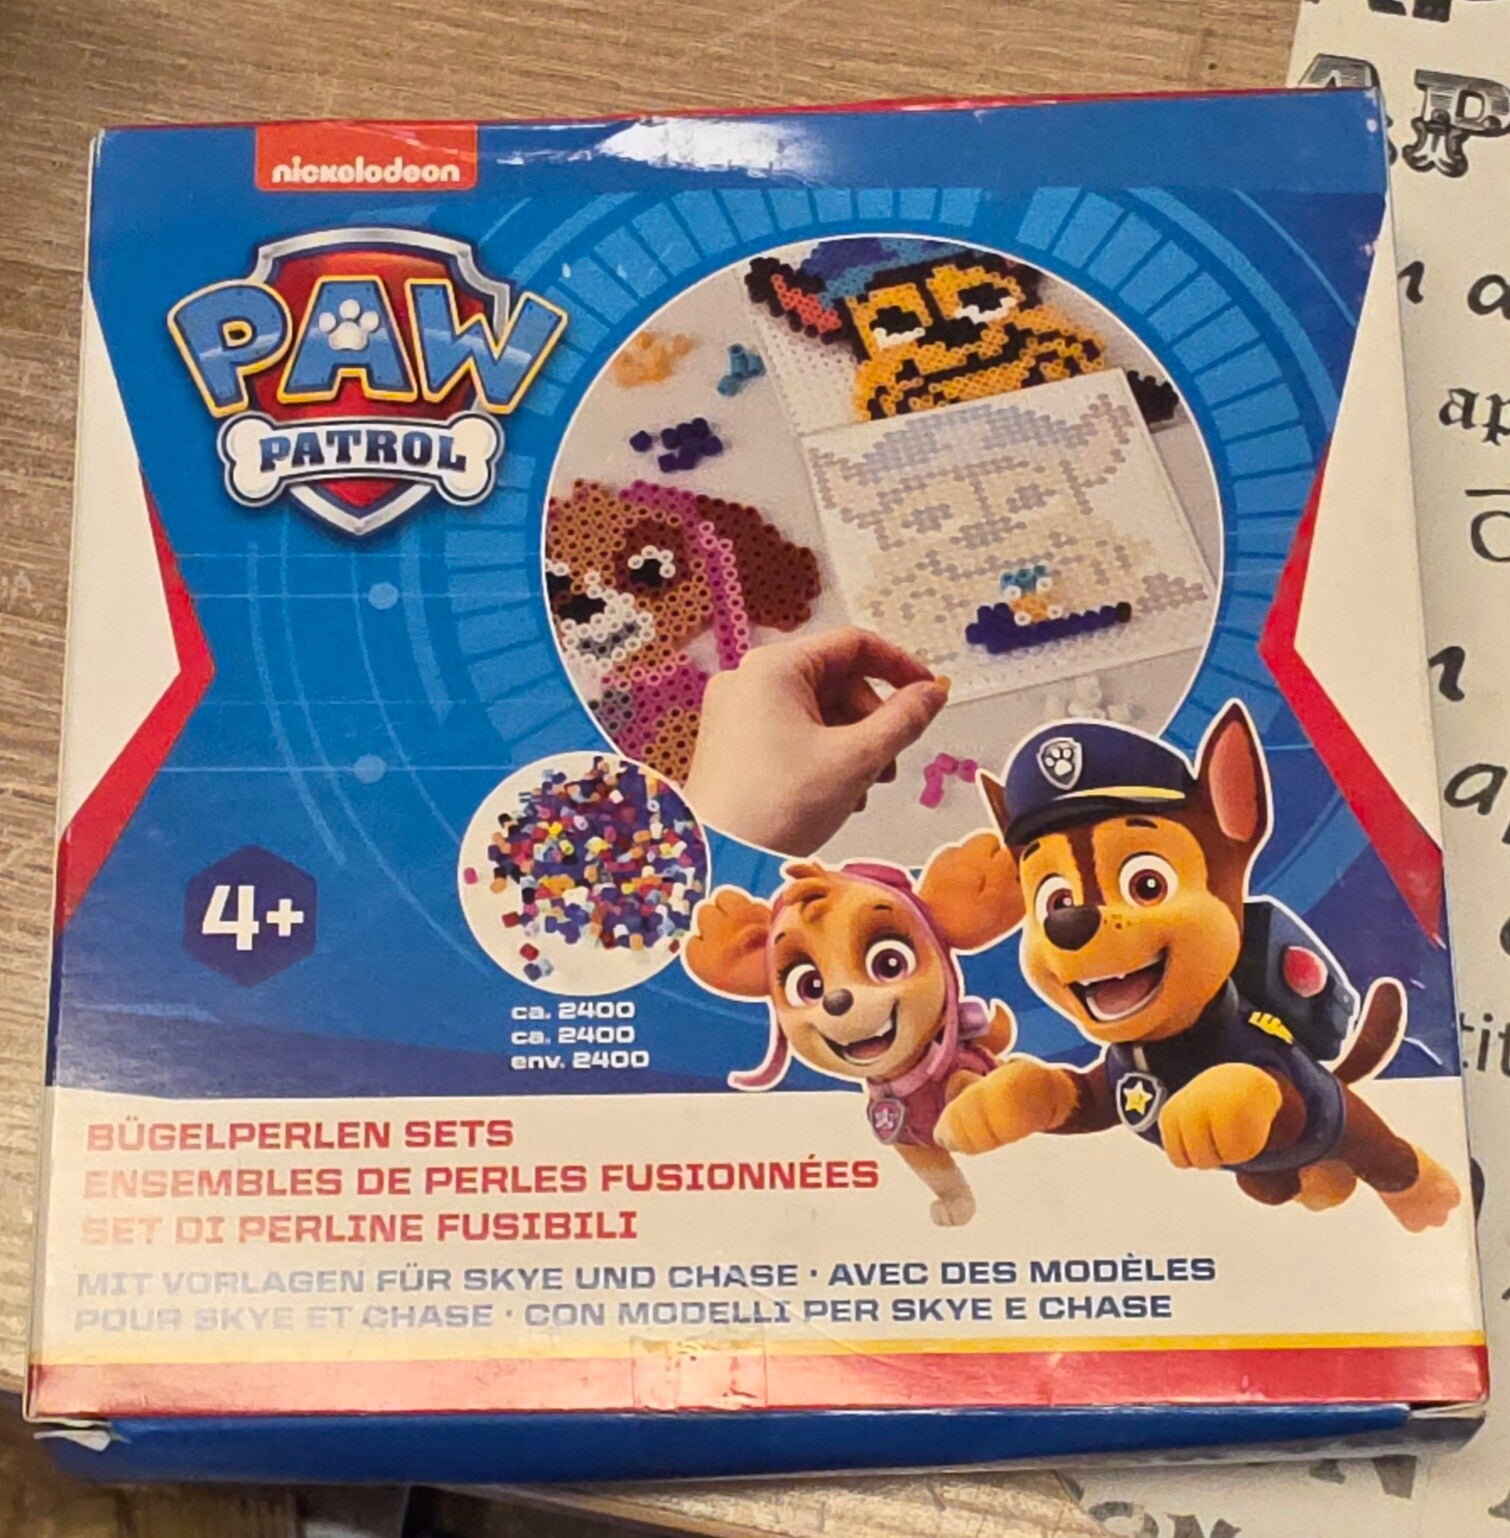 nickelodeon
PAW
PATROL
4+
ca. 2400
ca. 2400
env. 2400
BÜGELPERLEN SETS
ENSEMBLES DE PERLES FUSIONNÉES
SET DI PERLINE FUSIBILI
MIT VORLAGEN FÜR SKYE UND CHASE · AVEC DES MODÈLES
POUR SKYE ET CHASE · CON MODELLI PER SKYE E CHASE